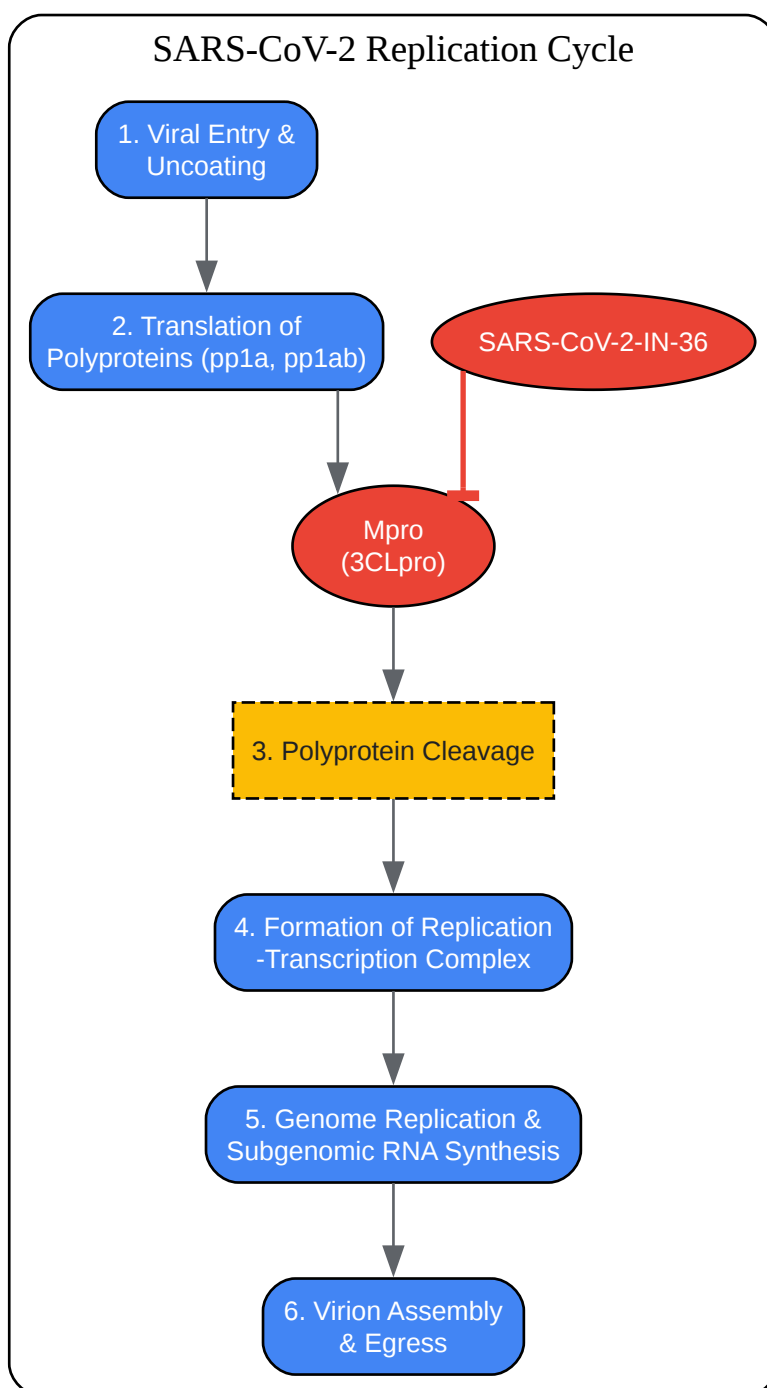 SARS-CoV-2 Replication Cycle
1. Viral Entry &
Uncoating
2. Translation of
Polyproteins (pp1a, pp1ab)
SARS-CoV-2-IN-36
Mpro
(3CLpro)
3. Polyprotein Cleavage
4. Formation of Replication
-Transcription Complex
5. Genome Replication &
Subgenomic RNA Synthesis
6. Virion Assembly
& Egress